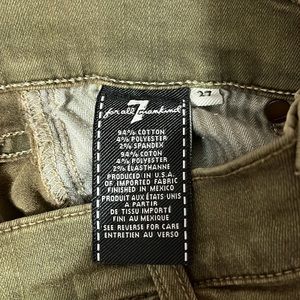 7
for all mankind
27
94% COTTON
4% POLYESTER
2% SPANDEX
94% COTON
4% POLYESTER
2% ÉLASTHANNE
PRODUCED IN U.S.A.
OF IMPORTED FABRIC
FINISHED IN MEXICO
PRODUIT AUX ÉTATS UNIS
A PARTIR
DE TISSU IMPORTÉ
FINI AU MEXIQUE
SEE REVERSE FOR CARE
ENTRETIEN AU VERSO